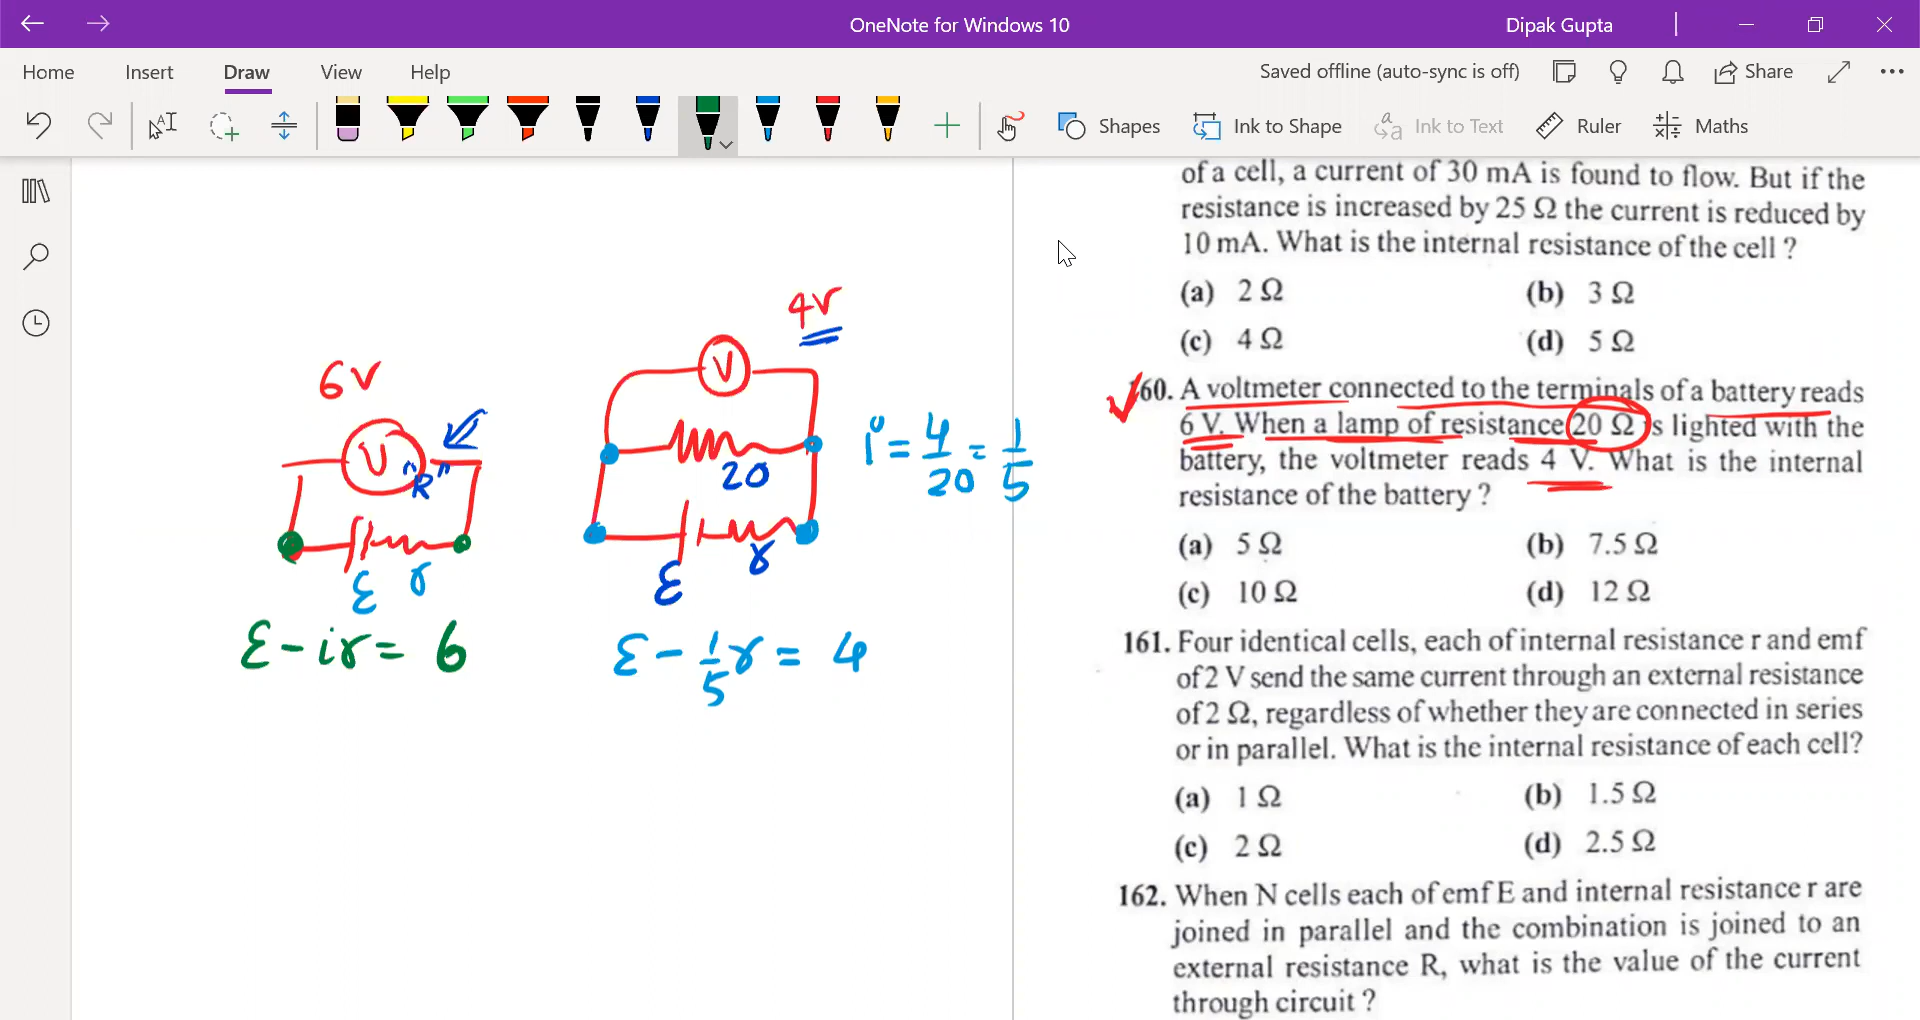 OneNote for Windows 10
Dipak Gupta
Home Insert Draw View Help
Saved offline (auto-sync is off) Share
Shapes Ink to Shape Ink to Text Ruler Maths
of a cell, a current of 30 mA is found to flow. But if the
resistance is increased by 25 Ω the current is reduced by
10 mA. What is the internal resistance of the cell ?
(a) 2 Ω (b) 3 Ω
(c) 4 Ω (d) 5 Ω
60. A voltmeter connected to the terminals of a battery reads
6 V. When a lamp of resistance 20 Ω is lighted with the
battery, the voltmeter reads 4 V. What is the internal
resistance of the battery ?
(a) 5 Ω (b) 7.5 Ω
(c) 10 Ω (d) 12 Ω
161. Four identical cells, each of internal resistance r and emf
of 2 V send the same current through an external resistance
of 2 Ω, regardless of whether they are connected in series
or in parallel. What is the internal resistance of each cell?
(a) 1 Ω (b) 1.5 Ω
(c) 2 Ω (d) 2.5 Ω
162. When N cells each of emf E and internal resistance r are
joined in parallel and the combination is joined to an
external resistance R, what is the value of the current
through circuit ?
6V
V "R"
ε r
ε - ir = 6
4V
V
20
ε r
i = 4/20 = 1/5
ε - 1/5 r = 4